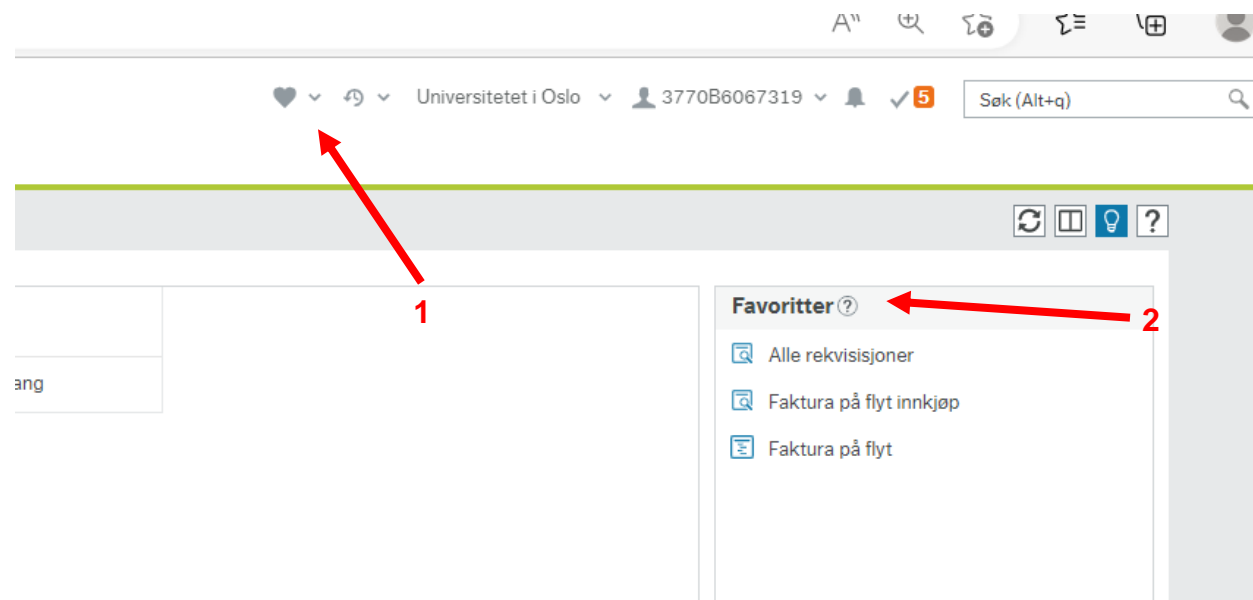 Universitetet i Oslo 3770B6067319 5 Søk (Alt+q)
?
1
Favoritter ?
2
Alle rekvisisjoner
ang
Faktura på flyt innkjøp
Faktura på flyt